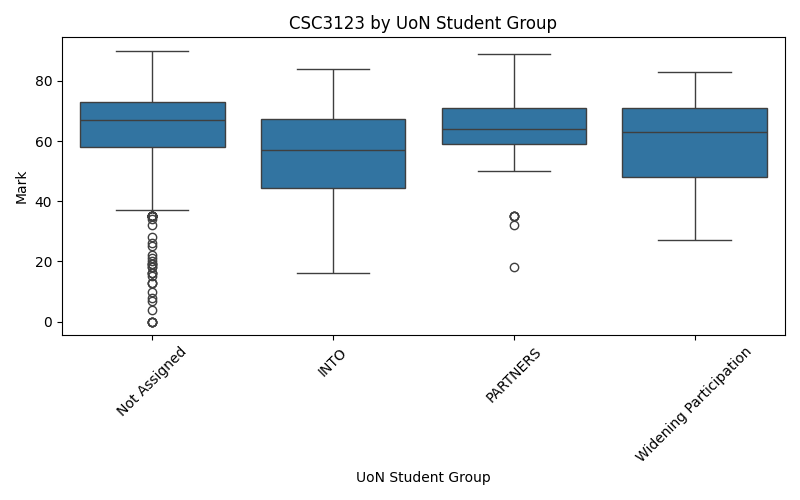 CSC3123 by UoN Student Group
Mark
80
60
40
20
0
Not Assigned
INTO
PARTNERS
Widening Participation
UoN Student Group